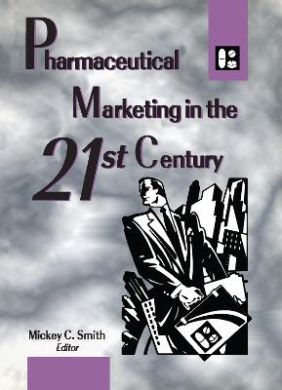 Pharmaceutical
Marketing in the
21st Century
Mickey C. Smith
Editor